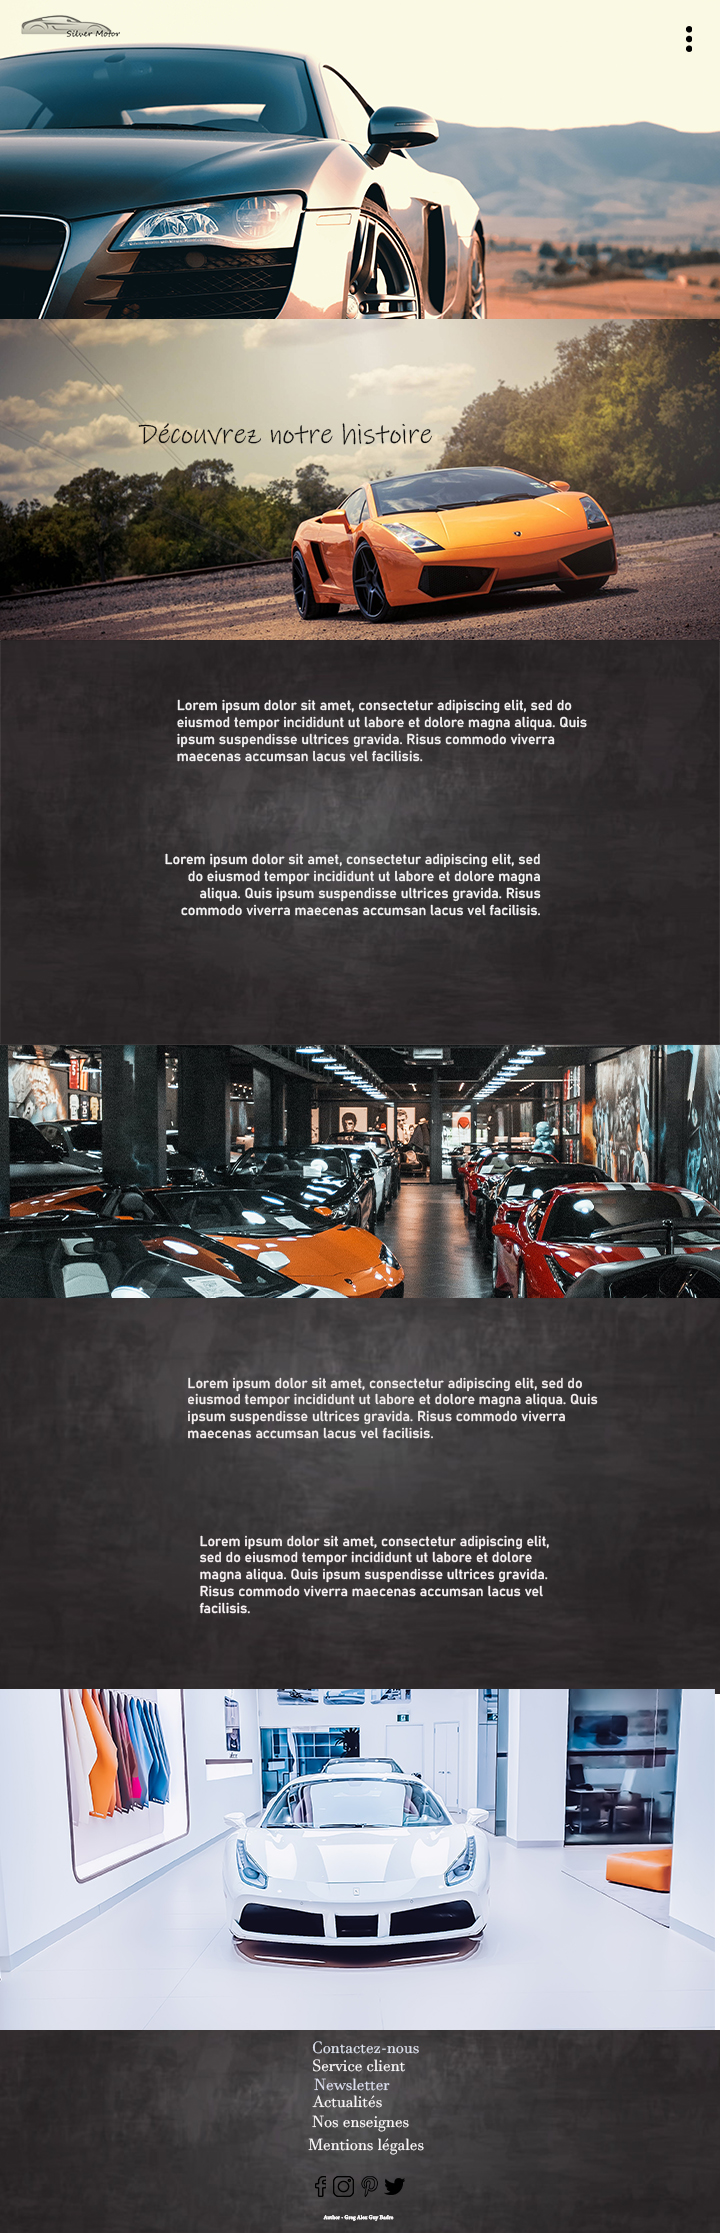 Silver Motor
Découvrez notre histoire
Lorem ipsum dolor sit amet, consectetur adipiscing elit, sed do
eiusmod tempor incididunt ut labore et dolore magna aliqua. Quis
ipsum suspendisse ultrices gravida. Risus commodo viverra
maecenas accumsan lacus vel facilisis.
Lorem ipsum dolor sit amet, consectetur adipiscing elit, sed
do eiusmod tempor incididunt ut labore et dolore magna
aliqua. Quis ipsum suspendisse ultrices gravida. Risus
commodo viverra maecenas accumsan lacus vel facilisis.
Lorem ipsum dolor sit amet, consectetur adipiscing elit, sed do
eiusmod tempor incididunt ut labore et dolore magna aliqua. Quis
ipsum suspendisse ultrices gravida. Risus commodo viverra
maecenas accumsan lacus vel facilisis.
Lorem ipsum dolor sit amet, consectetur adipiscing elit,
sed do eiusmod tempor incididunt ut labore et dolore
magna aliqua. Quis ipsum suspendisse ultrices gravida.
Risus commodo viverra maecenas accumsan lacus vel
facilisis.
Contactez-nous
Service client
Newsletter
Actualités
Nos enseignes
Mentions légales
Author - Greg Alex Guy Badre